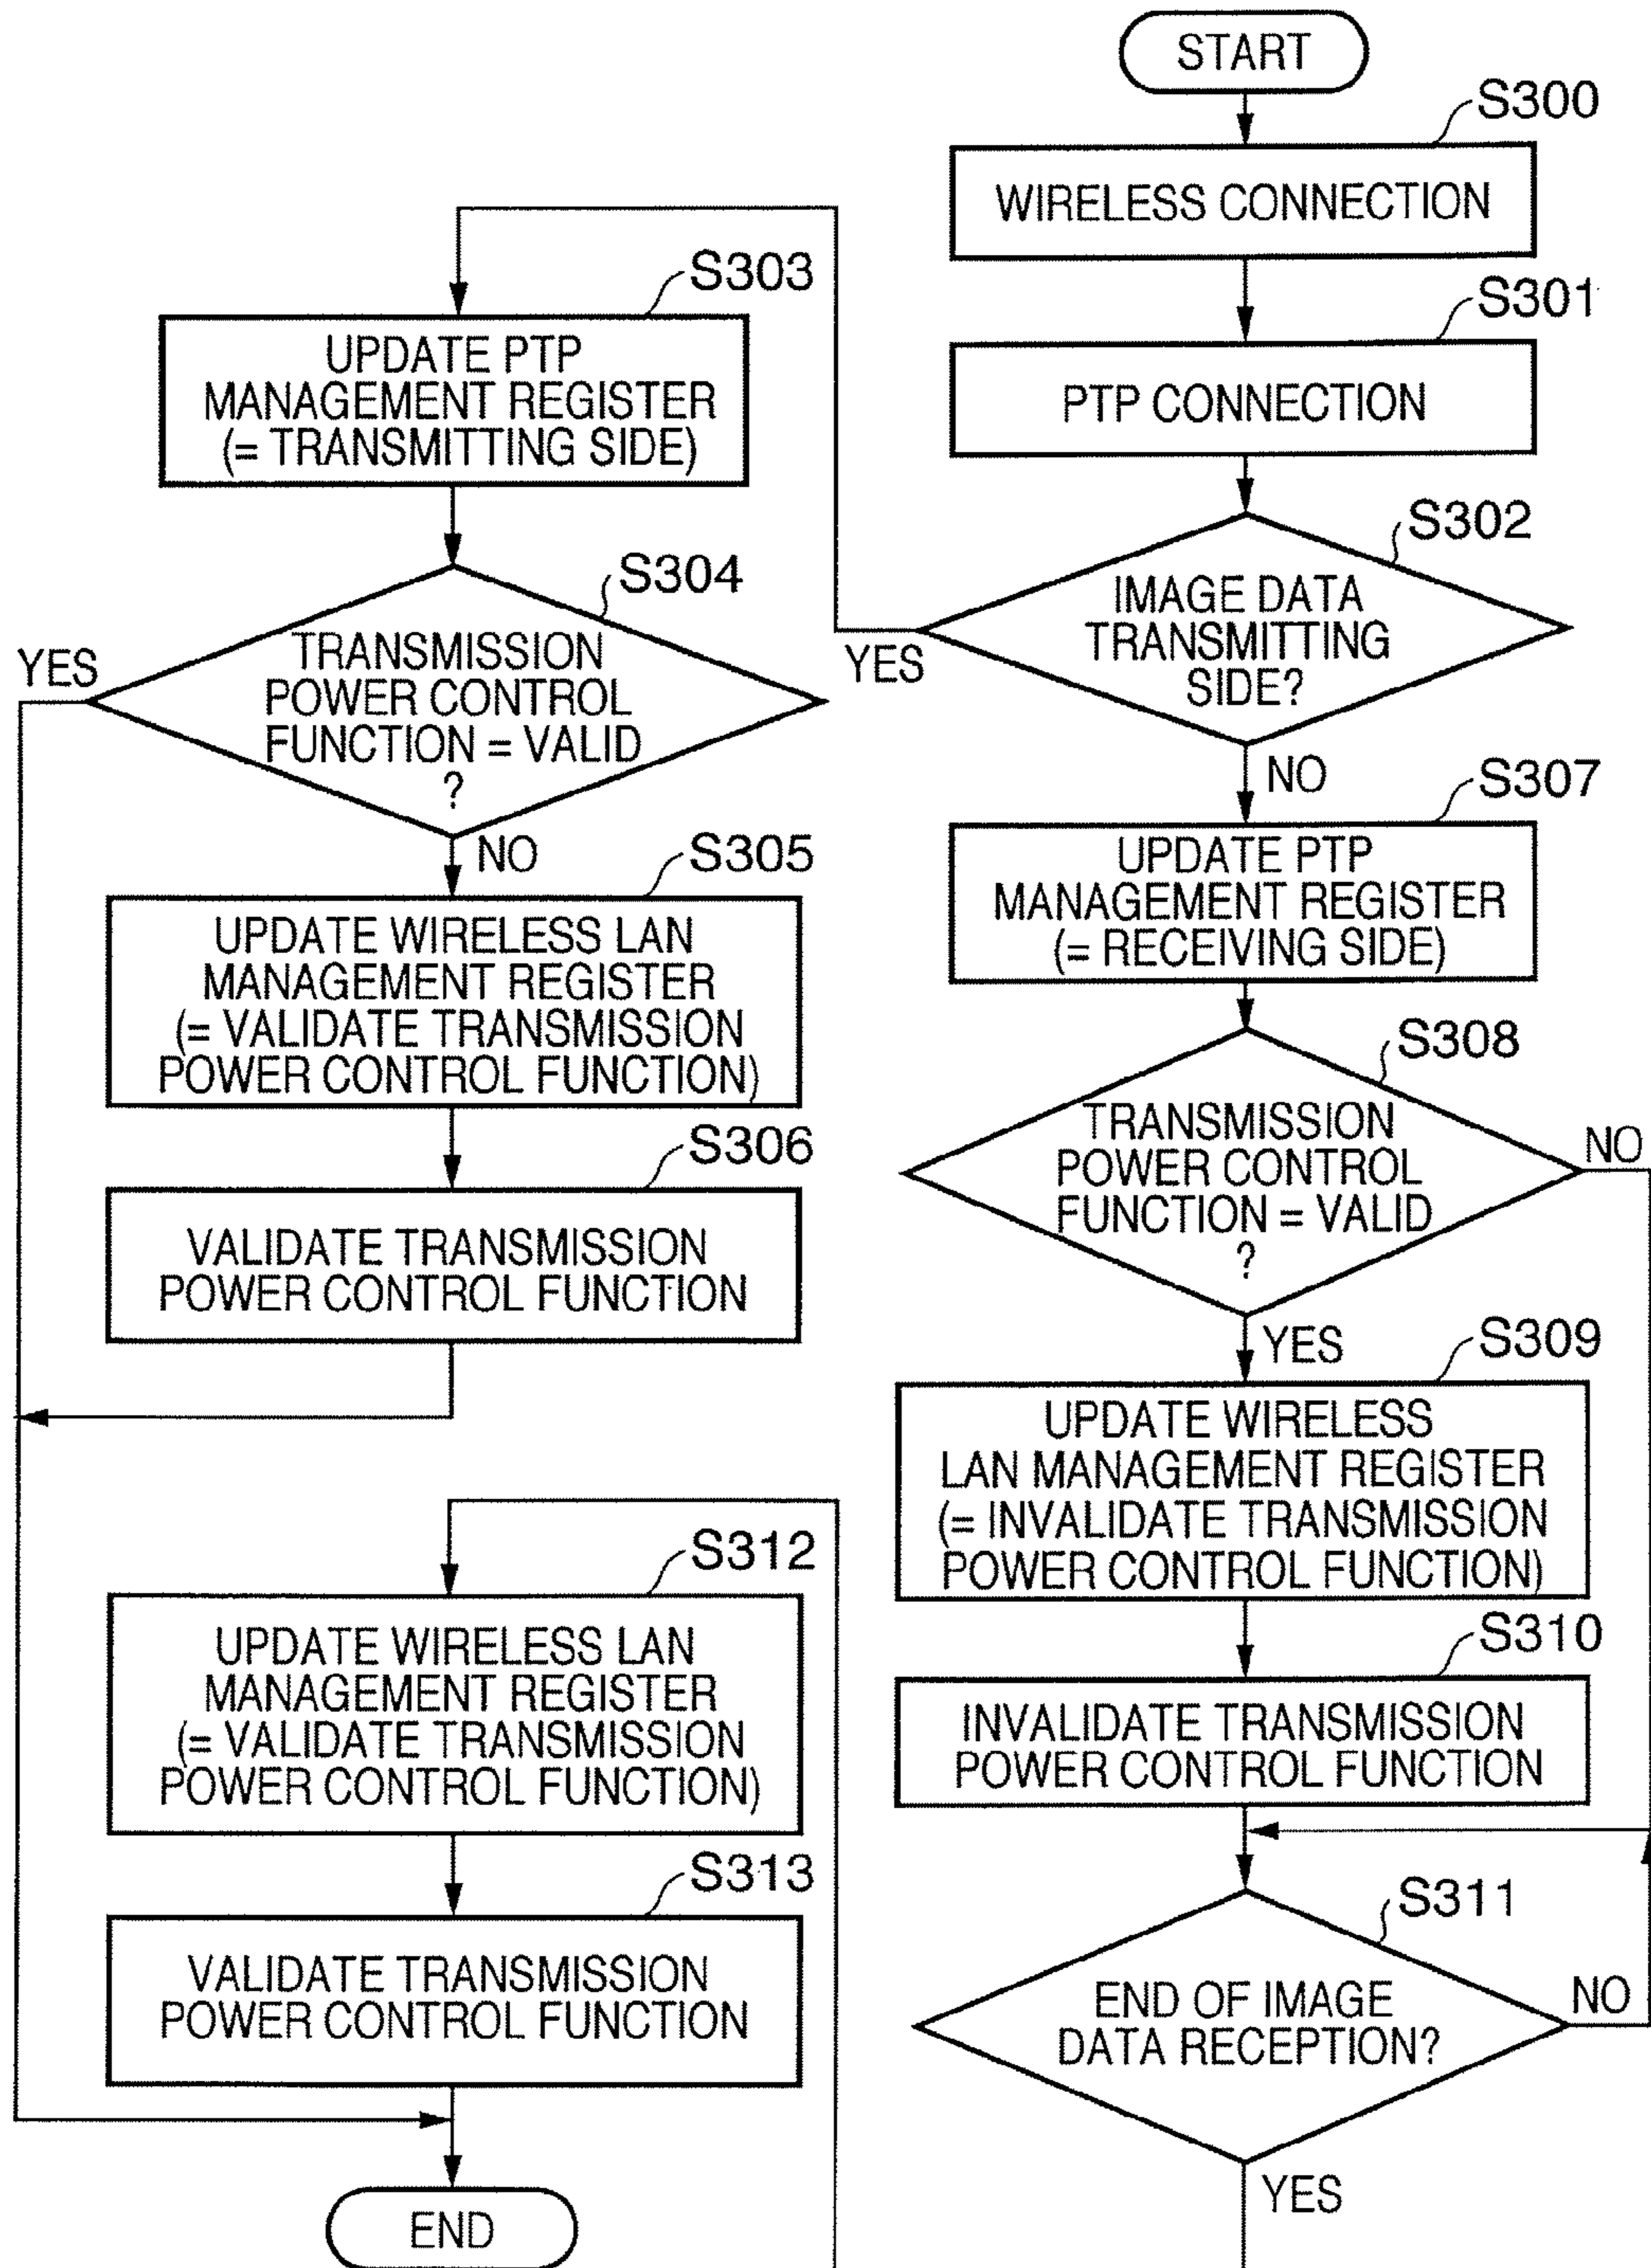 START
S300
WIRELESS CONNECTION
S301
PTP CONNECTION
S302
IMAGE DATA
TRANSMITTING
SIDE?
YES
NO
S303
UPDATE PTP
MANAGEMENT REGISTER
(= TRANSMITTING SIDE)
S304
TRANSMISSION
POWER CONTROL
FUNCTION = VALID
?
YES
NO
S305
UPDATE WIRELESS LAN
MANAGEMENT REGISTER
(= VALIDATE TRANSMISSION
POWER CONTROL FUNCTION)
S306
VALIDATE TRANSMISSION
POWER CONTROL FUNCTION
S307
UPDATE PTP
MANAGEMENT REGISTER
(= RECEIVING SIDE)
S308
TRANSMISSION
POWER CONTROL
FUNCTION = VALID
?
NO
YES
S309
UPDATE WIRELESS
LAN MANAGEMENT REGISTER
(= INVALIDATE TRANSMISSION
POWER CONTROL FUNCTION)
S310
INVALIDATE TRANSMISSION
POWER CONTROL FUNCTION
S311
END OF IMAGE
DATA RECEPTION?
NO
YES
S312
UPDATE WIRELESS LAN
MANAGEMENT REGISTER
(= VALIDATE TRANSMISSION
POWER CONTROL FUNCTION)
S313
VALIDATE TRANSMISSION
POWER CONTROL FUNCTION
END